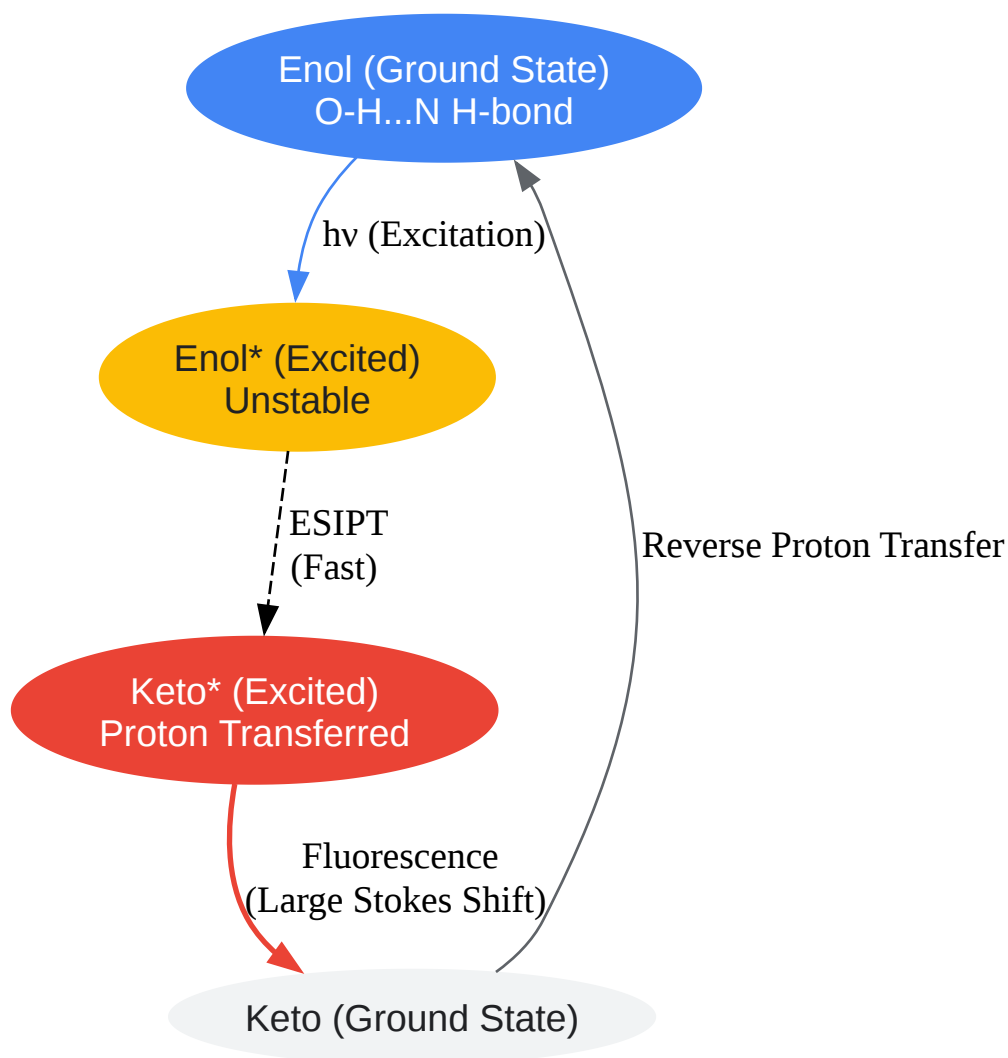 Enol (Ground State)
O-H...N H-bond
hν (Excitation)
Enol* (Excited)
Unstable
ESIPT
(Fast)
Reverse Proton Transfer
Keto* (Excited)
Proton Transferred
Fluorescence
(Large Stokes Shift)
Keto (Ground State)